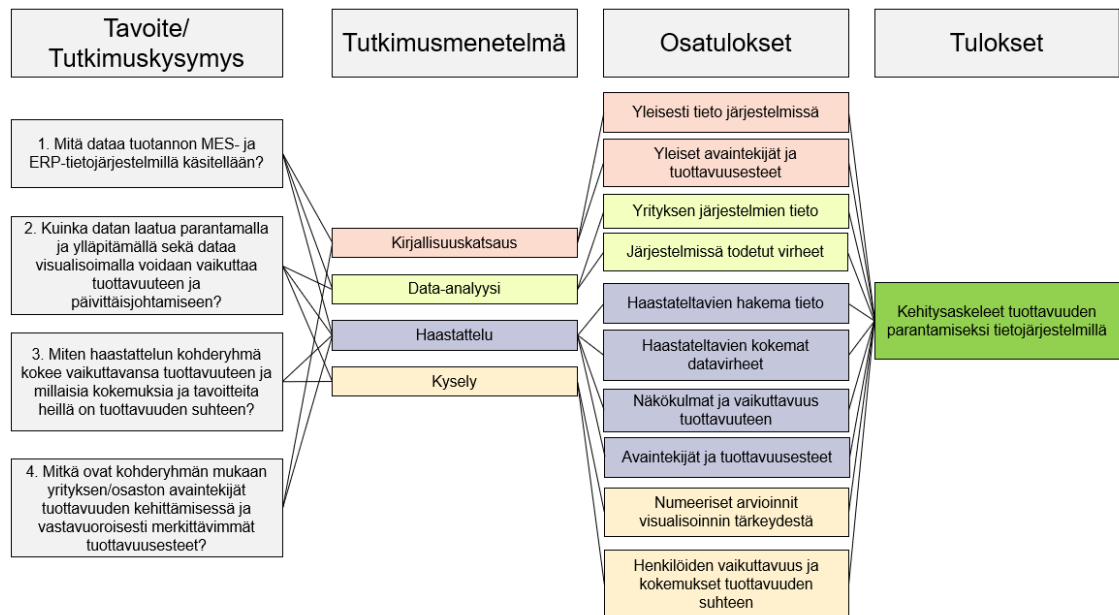 Tavoite/
Tutkimuskysymys
Tutkimusmenetelmä
Osatulokset
Tulokset
1. Mitä dataa tuotannon MES- ja
ERP-tietojärjestelmillä käsitellään?
2. Kuinka datan laatua parantamalla
ja ylläpitämällä sekä dataa
visualisoimalla voidaan vaikuttaa
tuottavuuteen ja
päivittäisjohtamiseen?
3. Miten haastattelun kohderyhmä
kokee vaikuttavansa tuottavuuteen ja
millaisia kokemuksia ja tavoitteita
heillä on tuottavuuden suhteen?
4. Mitkä ovat kohderyhmän mukaan
yrityksen/osaston avaintekijät
tuottavuuden kehittämisessä ja
vastavuoroisesti merkittävimmät
tuottavuusesteet?
Kirjallisuuskatsaus
Data-analyysi
Haastattelu
Kysely
Yleisesti tieto järjestelmissä
Yleiset avaintekijät ja
tuottavuusesteet
Yrityksen järjestelmien tieto
Järjestelmissä todetut virheet
Haastateltavien hakema tieto
Haastateltavien kokemat
datavirheet
Näkökulmat ja vaikuttavuus
tuottavuuteen
Avaintekijät ja tuottavuusesteet
Numeeriset arvioinnit
visualisoinnin tärkeydestä
Henkilöiden vaikuttavuus ja
kokemukset tuottavuuden
suhteen
Kehitysaskeleet tuottavuuden
parantamiseksi tietojärjestelmillä